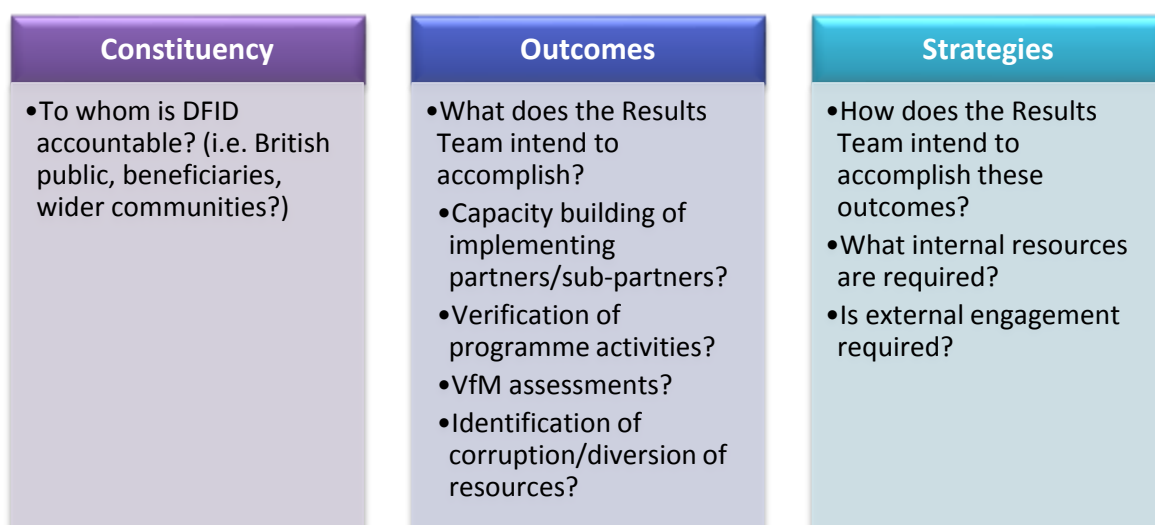 Constituency
•To whom is DFID
accountable? (i.e. British
public, beneficiaries,
wider communities?)
Outcomes
•What does the Results
Team intend to
accomplish?
•Capacity building of
implementing
partners/sub-partners?
•Verification of
programme activities?
•VfM assessments?
•Identification of
corruption/diversion of
resources?
Strategies
•How does the Results
Team intend to
accomplish these
outcomes?
•What internal resources
are required?
•Is external engagement
required?